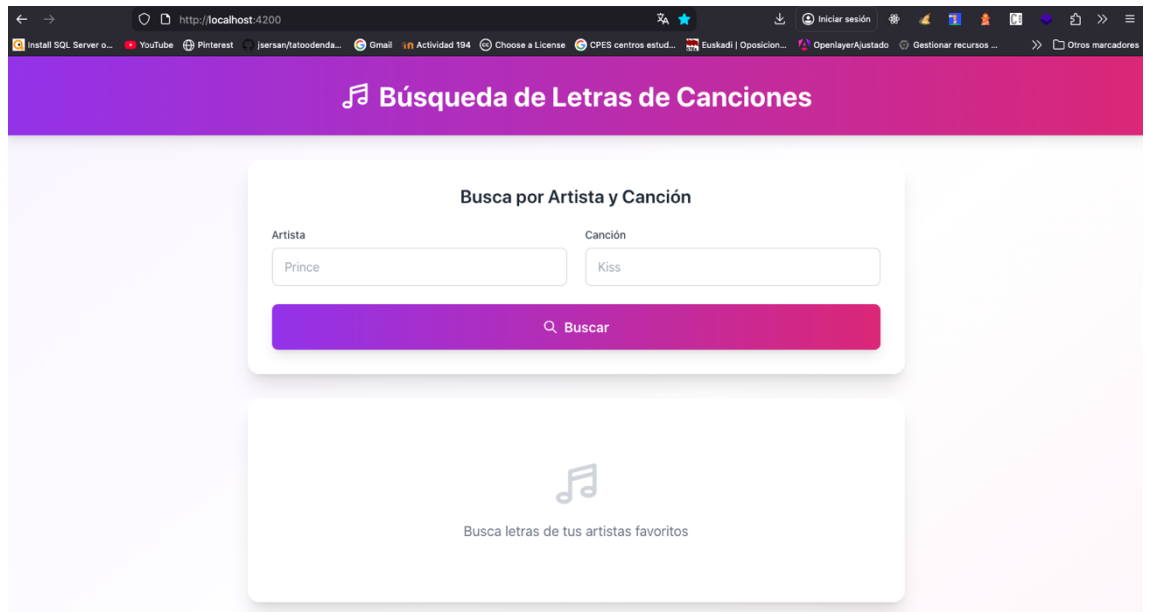 http://localhost:4200
Iniciar sesión
Install SQL Server o...
YouTube
Pinterest
jsersan/tatoodenda...
Gmail
Actividad 194
Choose a License
CPES centros estud...
Euskadi | Oposicion...
OpenlayerAjustado
Gestionar recursos ...
Otros marcadores
Búsqueda de Letras de Canciones
Busca por Artista y Canción
Artista
Canción
Prince
Kiss
Buscar
Busca letras de tus artistas favoritos